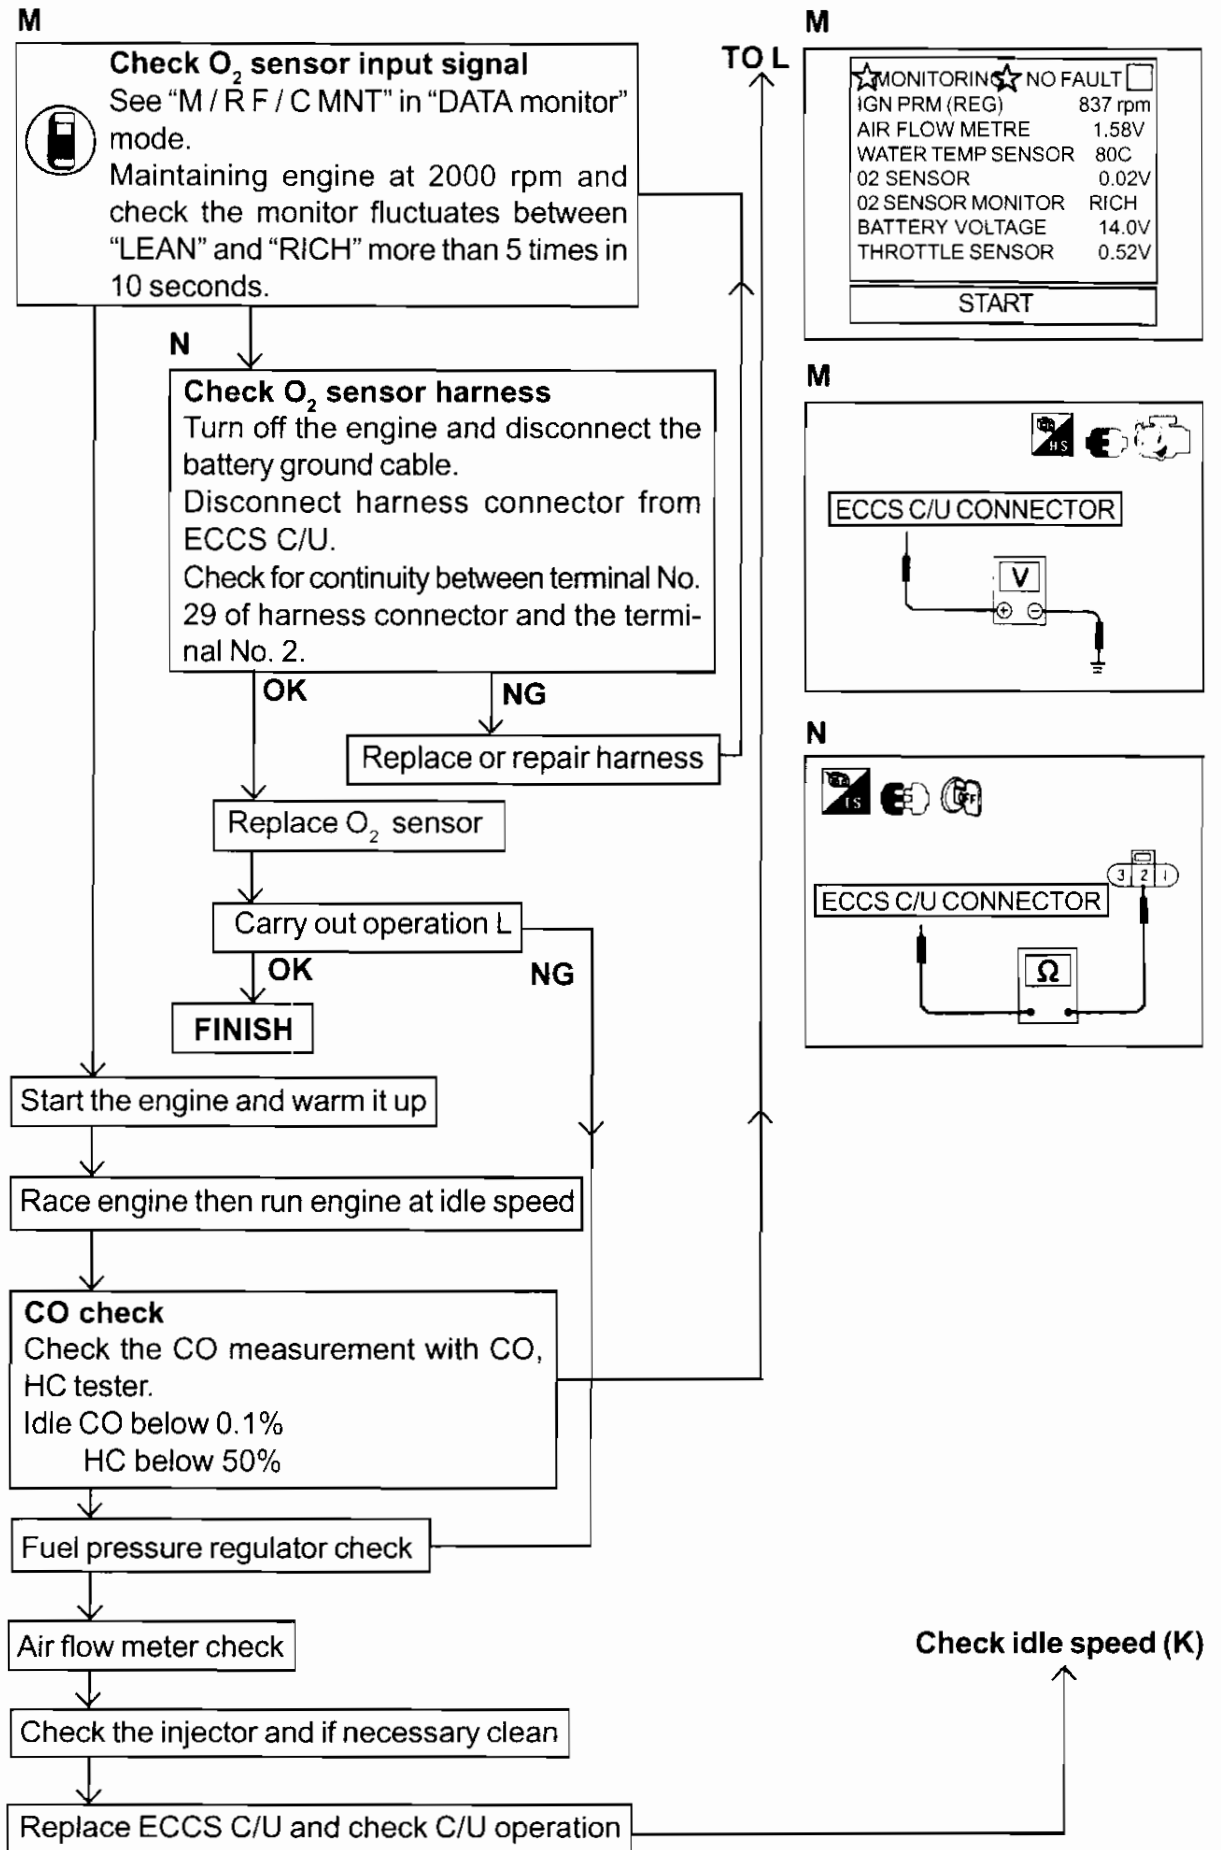 M
Check O2 sensor input signal
See “M / R F / C MNT” in “DATA monitor”
mode.
Maintaining engine at 2000 rpm and
check the monitor fluctuates between
“LEAN” and “RICH” more than 5 times in
10 seconds.
N
Check O2 sensor harness
Turn off the engine and disconnect the
battery ground cable.
Disconnect harness connector from
ECCS C/U.
Check for continuity between terminal No.
29 of harness connector and the termi-
nal No. 2.
OK
NG
Replace or repair harness
Replace O2 sensor
Carry out operation L
OK
NG
FINISH
Start the engine and warm it up
Race engine then run engine at idle speed
CO check
Check the CO measurement with CO,
HC tester.
Idle CO below 0.1%
HC below 50%
Fuel pressure regulator check
Air flow meter check
Check the injector and if necessary clean
Replace ECCS C/U and check C/U operation
TO L
M
MONITORING NO FAULT
IGN PRM (REG) 837 rpm
AIR FLOW METRE 1.58V
WATER TEMP SENSOR 80C
02 SENSOR 0.02V
02 SENSOR MONITOR RICH
BATTERY VOLTAGE 14.0V
THROTTLE SENSOR 0.52V
START
M
HS
ECCS C/U CONNECTOR
V
N
TS
OFF
3 2 1
ECCS C/U CONNECTOR
Ω
Check idle speed (K)